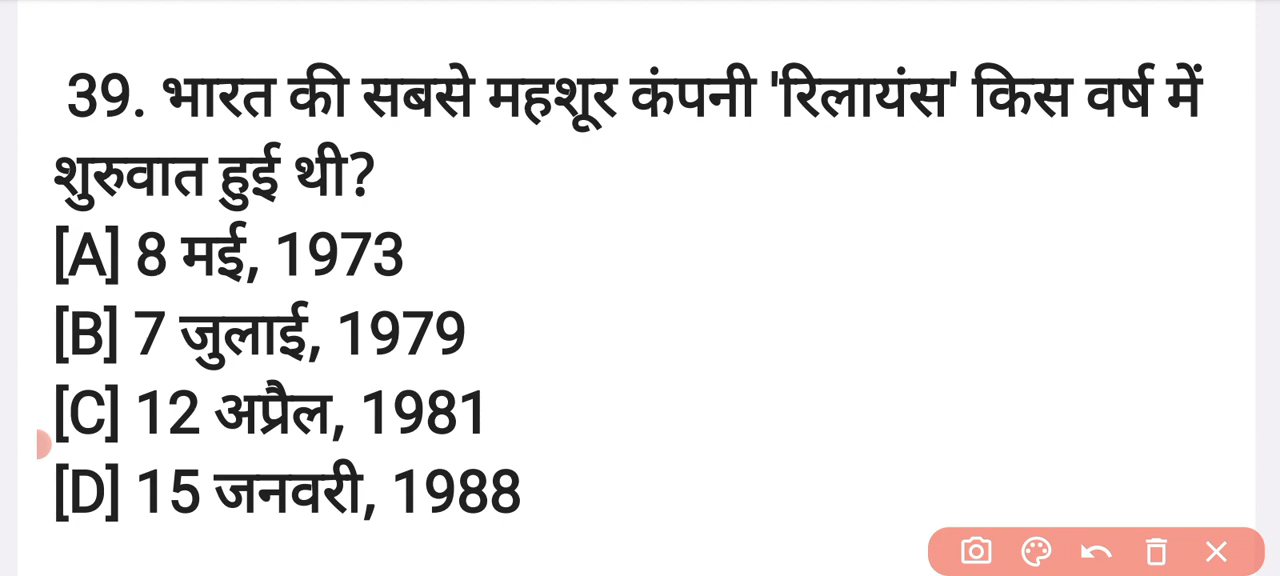 39. भारत की सबसे महशूर कंपनी 'रिलायंस' किस वर्ष में
शुरुवात हुई थी?
[A] 8 मई, 1973
[B] 7 जुलाई, 1979
[C] 12 अप्रैल, 1981
[D] 15 जनवरी, 1988